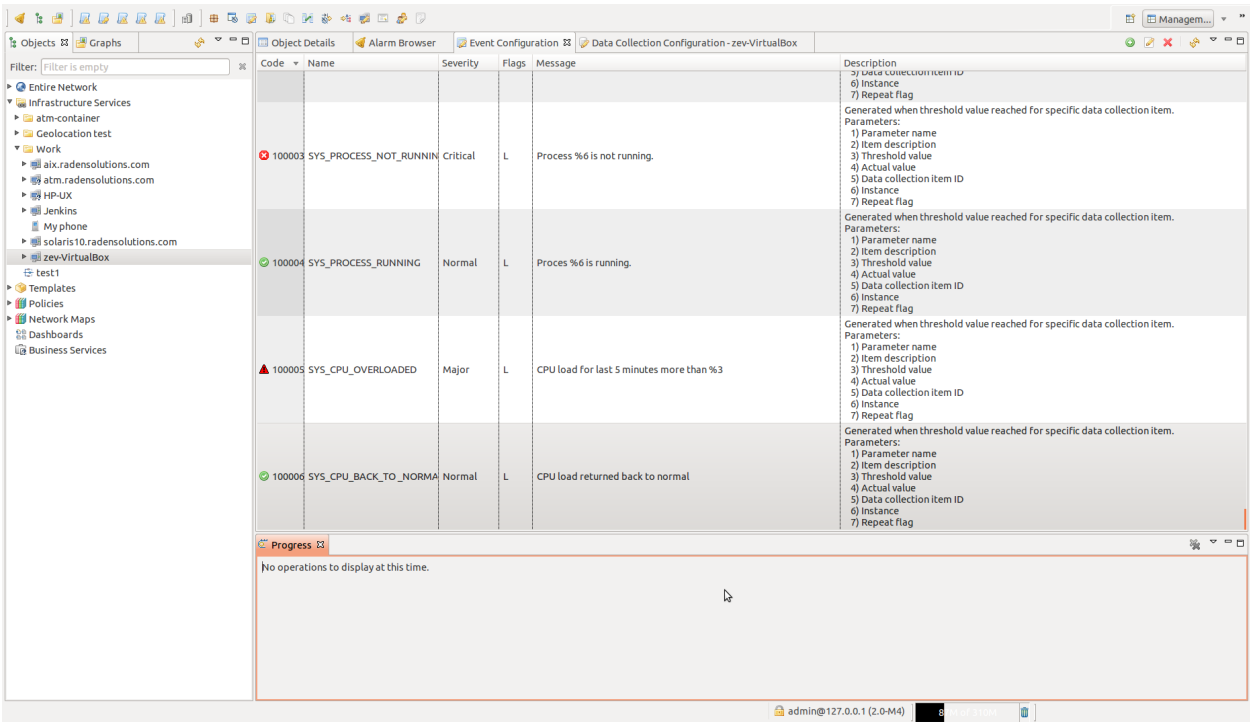 Managem...
»
Objects
Graphs
Object Details
Alarm Browser
Event Configuration
Data Collection Configuration - zev-VirtualBox
Filter: Filter is empty
Entire Network
Infrastructure Services
atm-container
Geolocation test
Work
aix.radensolutions.com
atm.radensolutions.com
HP-UX
Jenkins
My phone
solaris10.radensolutions.com
zev-VirtualBox
test1
Templates
Policies
Network Maps
Dashboards
Business Services
Code Name Severity Flags Message Description
5) Data collection item ID
6) Instance
7) Repeat flag
100003 SYS_PROCESS_NOT_RUNNIN Critical L Process %6 is not running.
Generated when threshold value reached for specific data collection item.
Parameters:
1) Parameter name
2) Item description
3) Threshold value
4) Actual value
5) Data collection item ID
6) Instance
7) Repeat flag
100004 SYS_PROCESS_RUNNING Normal L Proces %6 is running.
Generated when threshold value reached for specific data collection item.
Parameters:
1) Parameter name
2) Item description
3) Threshold value
4) Actual value
5) Data collection item ID
6) Instance
7) Repeat flag
100005 SYS_CPU_OVERLOADED Major L CPU load for last 5 minutes more than %3
Generated when threshold value reached for specific data collection item.
Parameters:
1) Parameter name
2) Item description
3) Threshold value
4) Actual value
5) Data collection item ID
6) Instance
7) Repeat flag
100006 SYS_CPU_BACK_TO_NORMA Normal L CPU load returned back to normal
Generated when threshold value reached for specific data collection item.
Parameters:
1) Parameter name
2) Item description
3) Threshold value
4) Actual value
5) Data collection item ID
6) Instance
7) Repeat flag
Progress
No operations to display at this time.
admin@127.0.0.1 (2.0-M4)